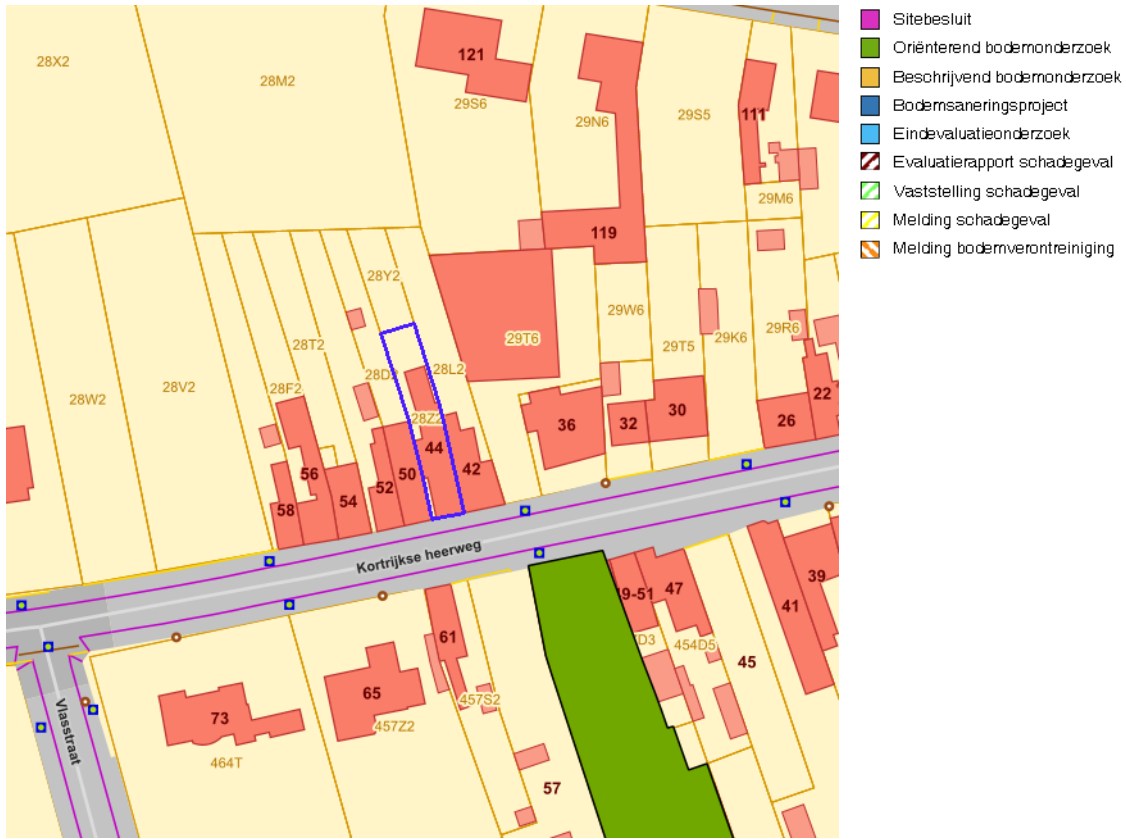 28X2
28M2
121
29S6
29N6
29S5
111
29M6
119
28Y2
28T2
28F2
28W2
28V2
28L2
28Z2
29T6
29W6
29T5
29K6
29R6
58
56
54
52
50
44
42
36
32
30
26
22
Kortrijkse heerweg
Vlasstraat
73
464T
65
457Z2
61
457S2
57
47
454D5
45
41
39
Sitebesluit
Oriënterend bodemonderzoek
Beschrijvend bodemonderzoek
Bodemsaneringsproject
Eindevaluatieonderzoek
Evaluatierapport schadegeval
Vaststelling schadegeval
Melding schadegeval
Melding bodemverontreiniging